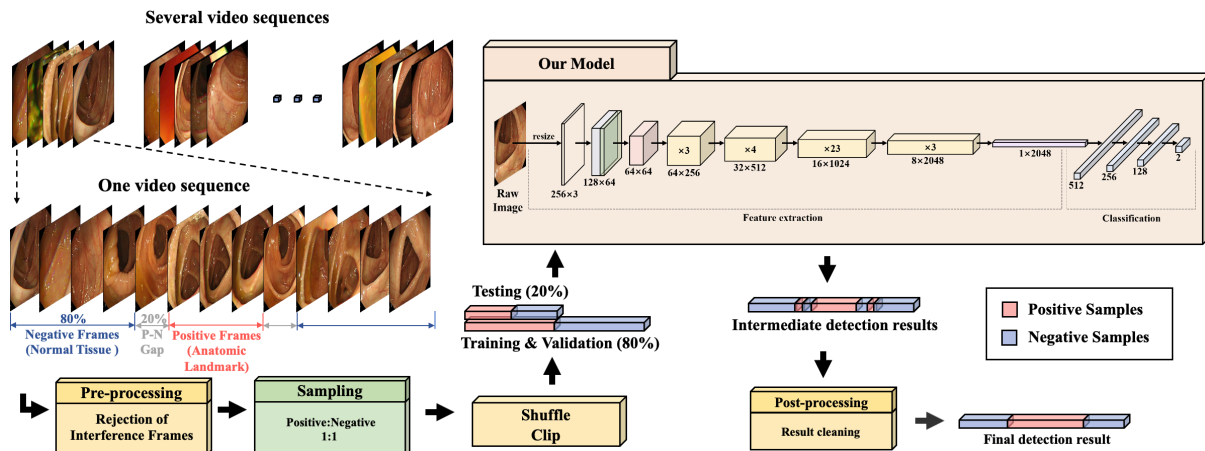 Several video sequences
One video sequence
80%
Negative Frames
(Normal Tissue )
20%
P-N
Gap
Positive Frames
(Anatomic
Landmark)
Pre-processing
Rejection of
Interference Frames
Sampling
Positive:Negative
1:1
Shuffle
Clip
Testing (20%)
Training & Validation (80%)
Our Model
Raw
Image
resize
256×3
128×64
64×64
×3
64×256
×4
32×512
×23
16×1024
×3
8×2048
1×2048
512
256
128
2
Feature extraction
Classification
Intermediate detection results
Post-processing
Result cleaning
Final detection result
Positive Samples
Negative Samples